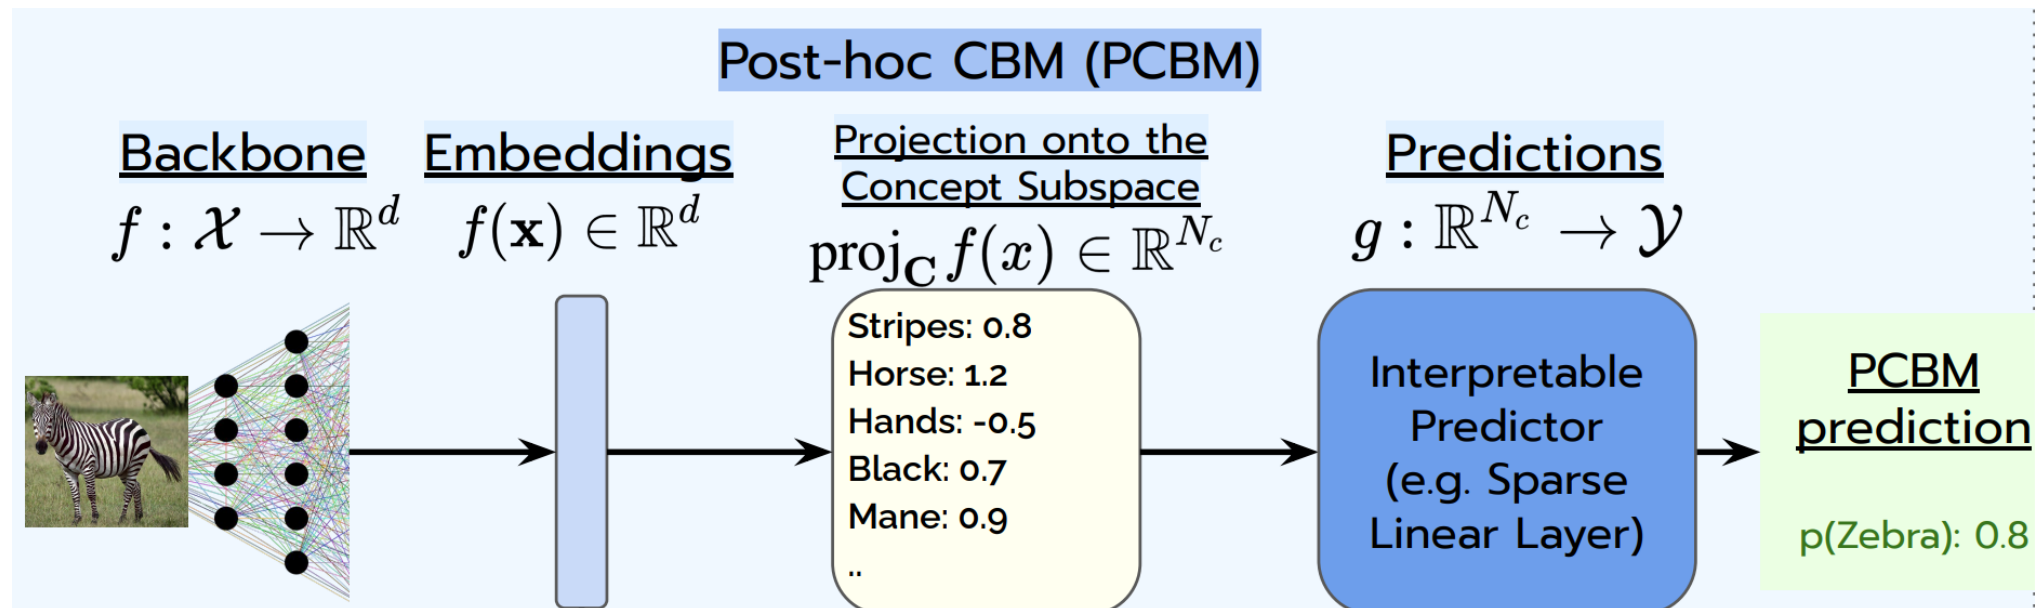 Post-hoc CBM (PCBM)
Backbone
f : 𝒳 → ℝ^d
Embeddings
f(𝐱) ∈ ℝ^d
Projection onto the
Concept Subspace
proj_𝐂 f(x) ∈ ℝ^{N_c}
Predictions
g : ℝ^{N_c} → 𝒴
Stripes: 0.8
Horse: 1.2
Hands: -0.5
Black: 0.7
Mane: 0.9
..
Interpretable
Predictor
(e.g. Sparse
Linear Layer)
PCBM
prediction
p(Zebra): 0.8